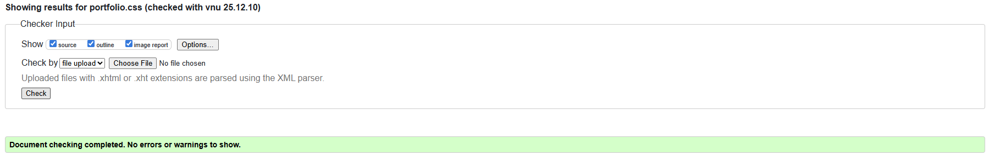 Showing results for portfolio.css (checked with vnu 25.12.10)
Checker Input
Show source outline image report Options...
Check by file upload Choose File No file chosen
Uploaded files with .xhtml or .xht extensions are parsed using the XML parser.
Check
Document checking completed. No errors or warnings to show.